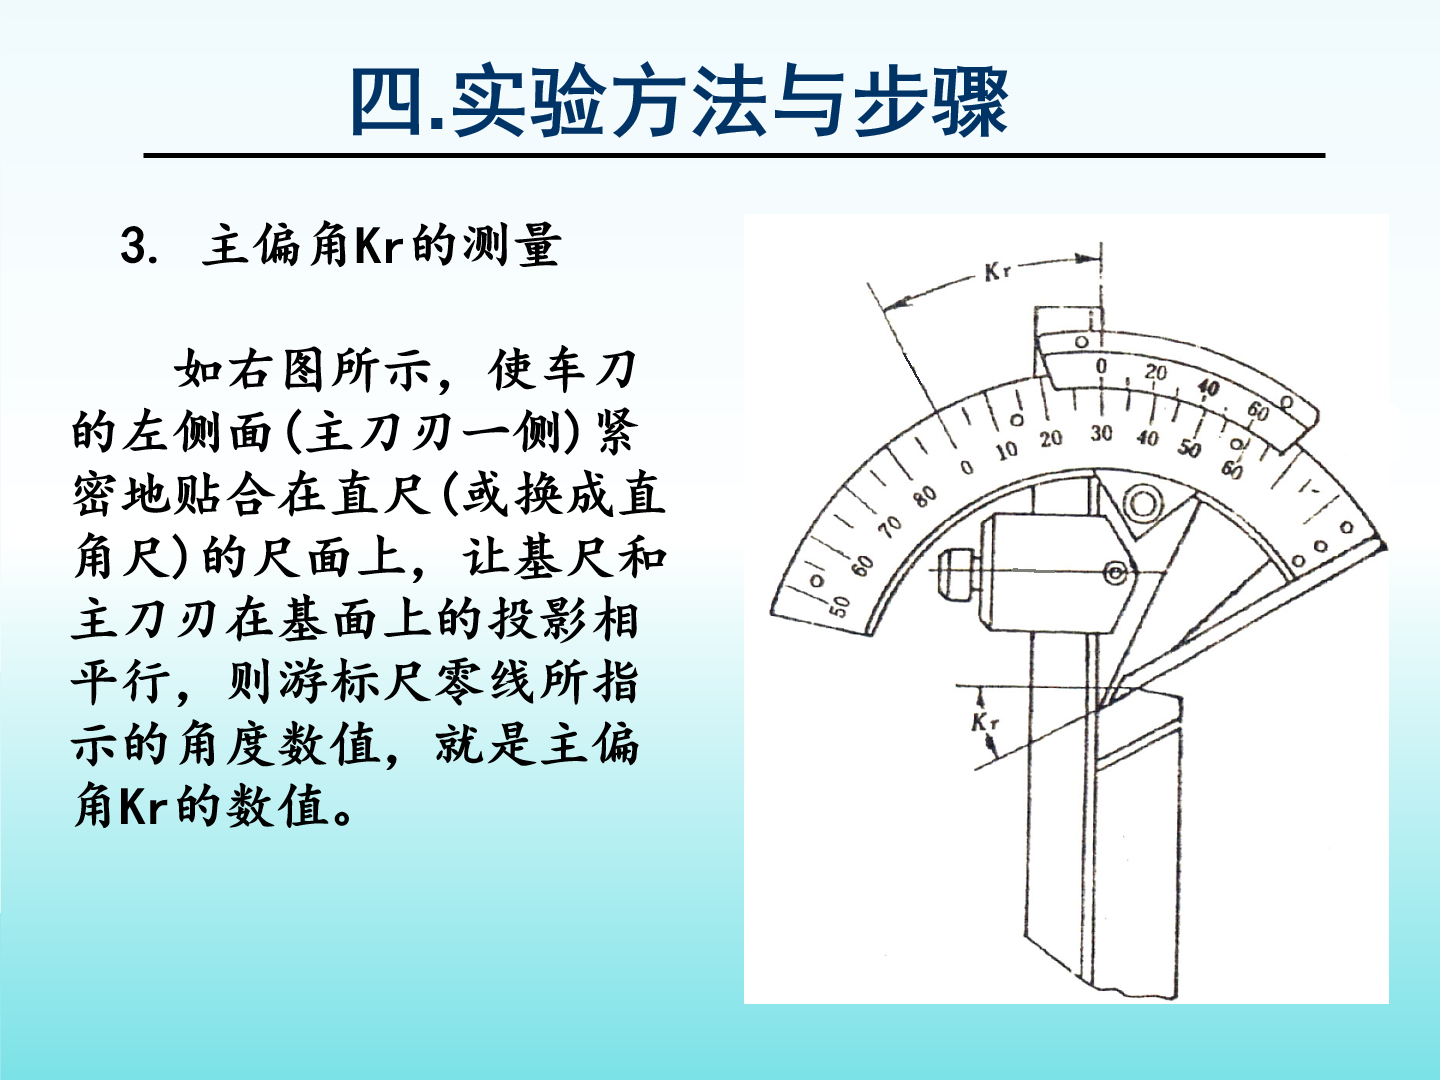 四.实验方法与步骤
3. 主偏角Kr的测量
如右图所示，使车刀
的左侧面(主刀刃一侧)紧
密地贴合在直尺(或换成直
角尺)的尺面上，让基尺和
主刀刃在基面上的投影相
平行，则游标尺零线所指
示的角度数值，就是主偏
角Kr的数值。
Kr
0 20 40 60
50 60 70 80 0 10 20 30 40 50 60
Kr